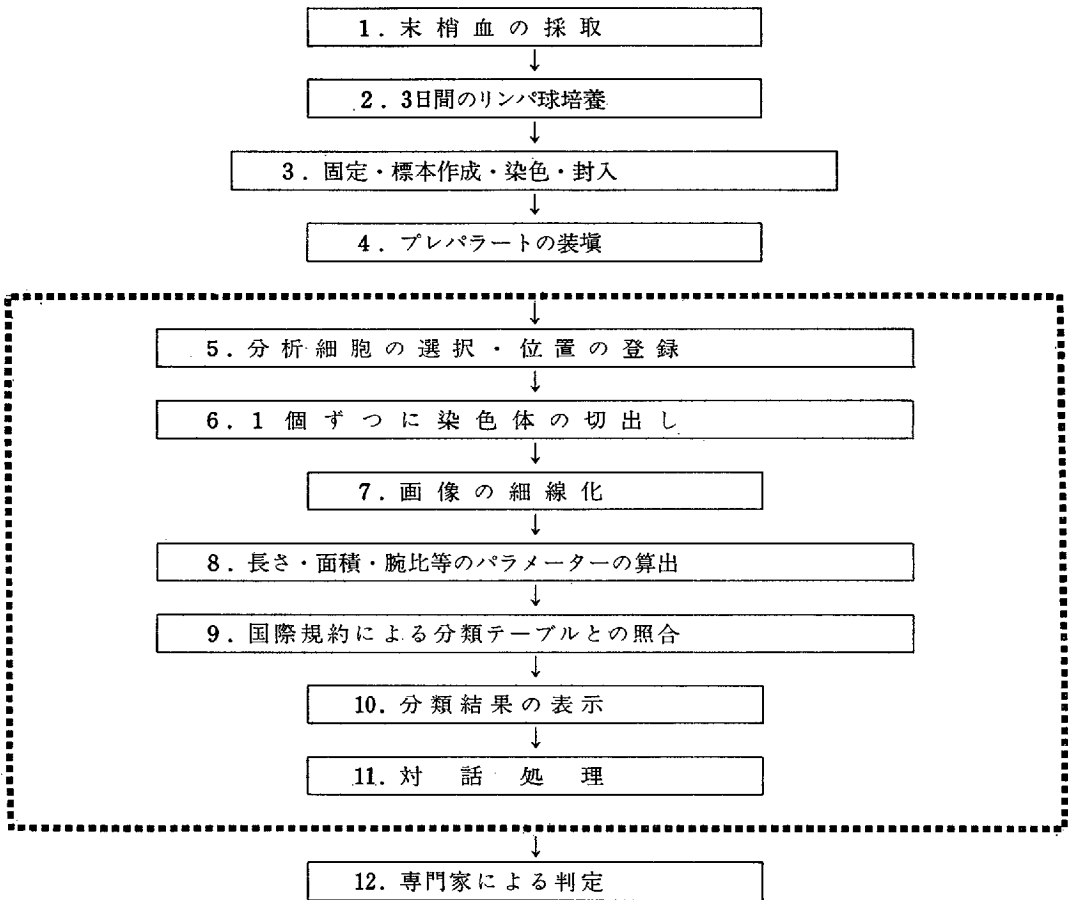 1. 末梢血の採取
↓
2. 3日間のリンパ球培養
↓
3. 固定・標本作成・染色・封入
↓
4. プレパラートの装塡
↓
5. 分析細胞の選択・位置の登録
↓
6. 1個ずつに染色体の切出し
↓
7. 画像の細線化
↓
8. 長さ・面積・腕比等のパラメーターの算出
↓
9. 国際規約による分類テーブルとの照合
↓
10. 分類結果の表示
↓
11. 対話処理
↓
12. 専門家による判定